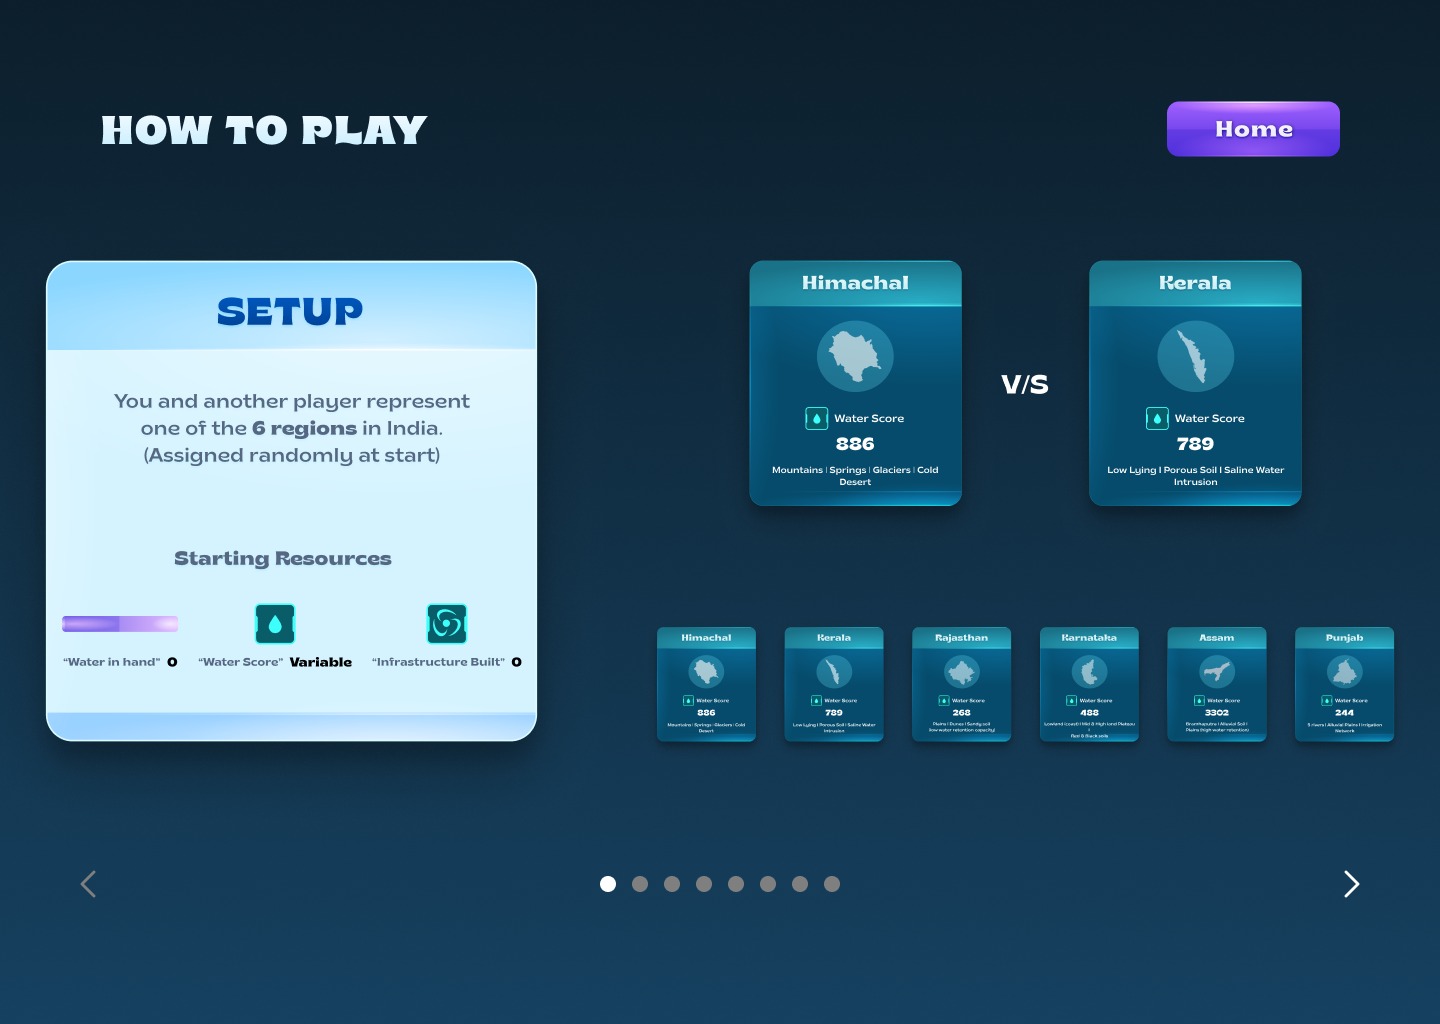 HOW TO PLAY
Home
SETUP
You and another player represent
one of the 6 regions in India.
(Assigned randomly at start)
Starting Resources
“Water in hand” 0
“Water Score” Variable
“Infrastructure Built” 0
Himachal
Water Score
886
Mountains | Springs | Glaciers | Cold
Desert
V/S
Kerala
Water Score
789
Low Lying I Porous Soil I Saline Water
Intrusion
Himachal
Water Score
886
Mountains | Springs | Glaciers | Cold
Desert
Kerala
Water Score
789
Low Lying I Porous Soil I Saline Water
Intrusion
Rajasthan
Water Score
268
Plains I Dunes I Sandy soil
(low water retention capacity)
Karnataka
Water Score
488
Lowland (coast) I Mid & High land Plateau
I
Red & Black soils
Assam
Water Score
3302
Bramhaputra I Alluvial Soil I
Plains (high water retention)
Punjab
Water Score
244
5 rivers I Alluvial Plains I Irrigation
Network